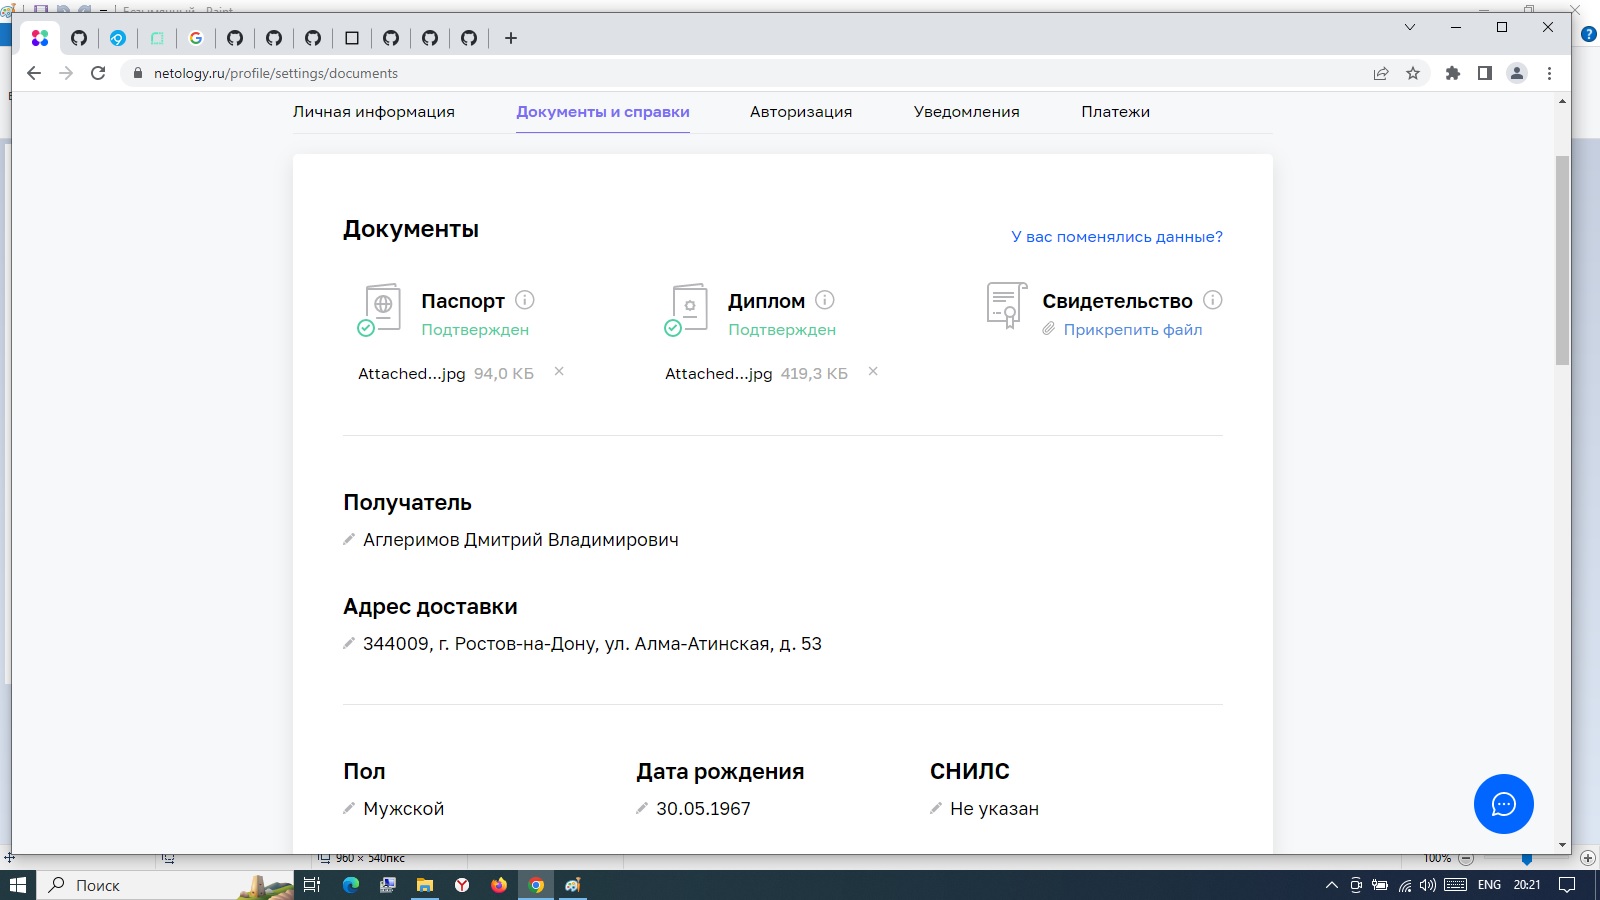 Безымянный - Paint
netology.ru/profile/settings/documents
Личная информация Документы и справки Авторизация Уведомления Платежи
Документы
У вас поменялись данные?
Паспорт Диплом Свидетельство
Подтвержден Подтвержден Прикрепить файл
Attached...jpg 94,0 КБ Attached...jpg 419,3 КБ
Получатель
Аглеримов Дмитрий Владимирович
Адрес доставки
344009, г. Ростов-на-Дону, ул. Алма-Атинская, д. 53
Пол Дата рождения СНИЛС
Мужской 30.05.1967 Не указан
960 × 540пкс 100%
Поиск ENG 20:21